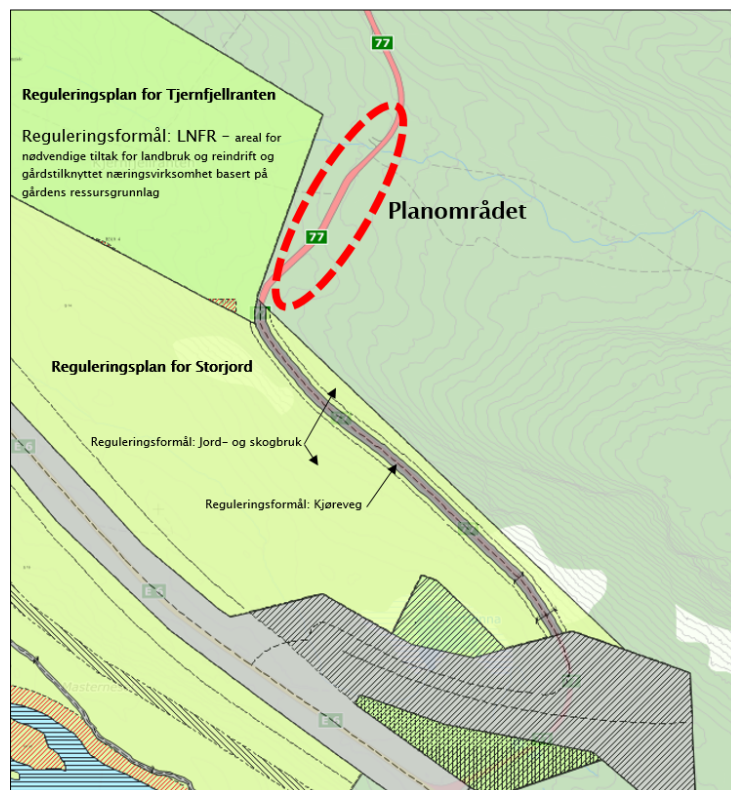 77
Reguleringsplan for Tjernfjellranten
Reguleringsformål: LNFR – areal for
nødvendige tiltak for landbruk og reindrift og
gårdstilknyttet næringsvirksomhet basert på
gårdens ressursgrunnlag
Planområdet
77
Reguleringsplan for Storjord
Reguleringsformål: Jord- og skogbruk
E-6
Reguleringsformål: Kjøreveg